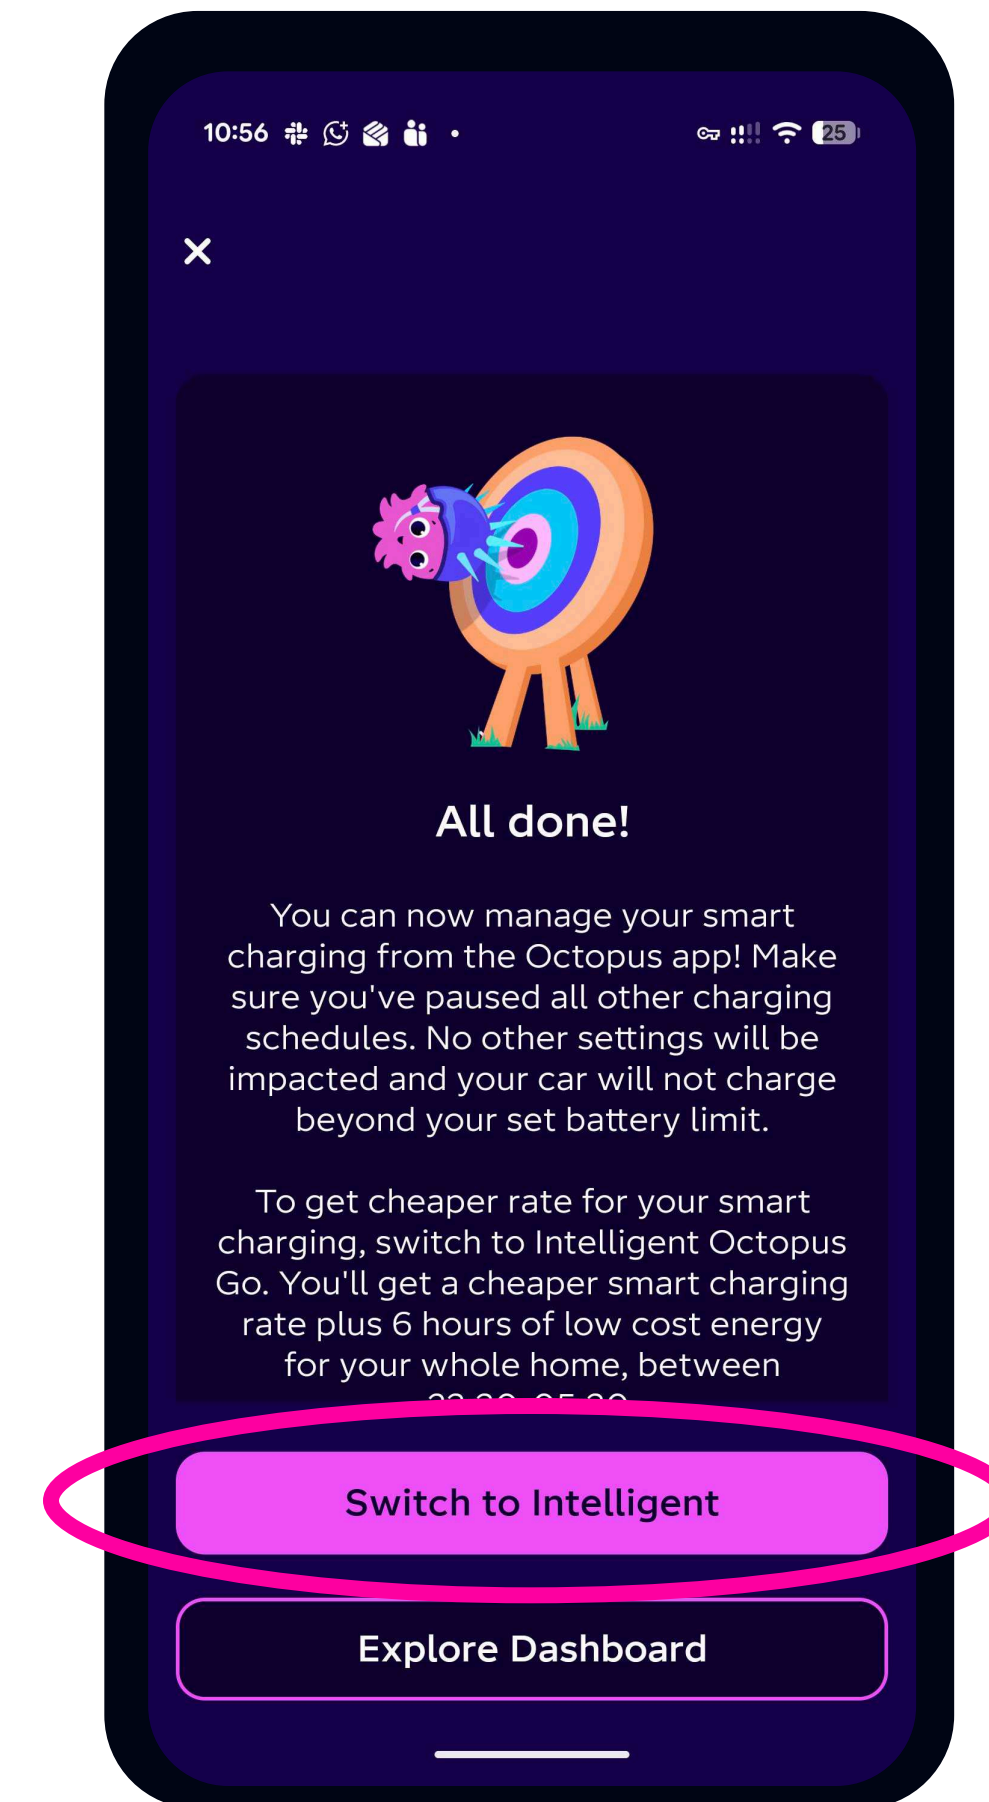 10:56
25
All done!
You can now manage your smart
charging from the Octopus app! Make
sure you've paused all other charging
schedules. No other settings will be
impacted and your car will not charge
beyond your set battery limit.
To get cheaper rate for your smart
charging, switch to Intelligent Octopus
Go. You'll get a cheaper smart charging
rate plus 6 hours of low cost energy
for your whole home, between
Switch to Intelligent
Explore Dashboard